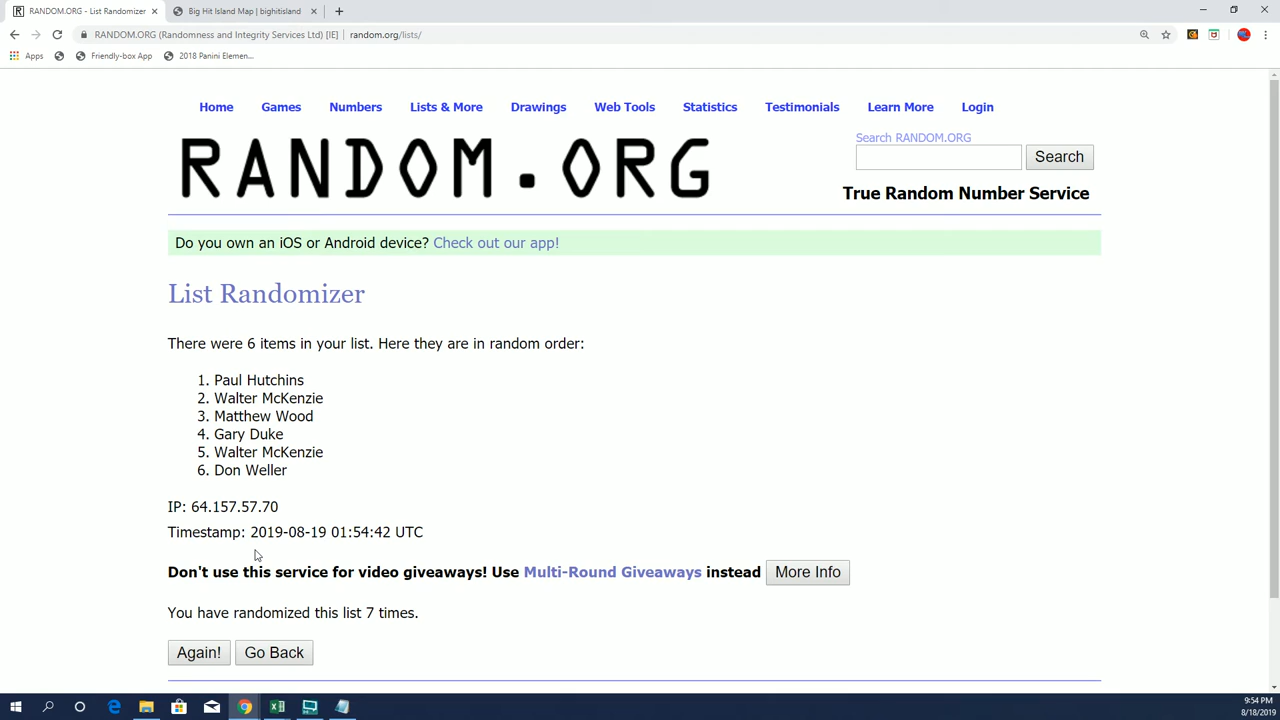 RANDOM.ORG - List Randomizer
Big Hit Island Map | bighitisland
RANDOM.ORG (Randomness and Integrity Services Ltd) [IE] | random.org/lists/
Apps Friendly-box App 2018 Panini Elemen...
Home Games Numbers Lists & More Drawings Web Tools Statistics Testimonials Learn More Login
RANDOM.ORG
Search RANDOM.ORG
Search
True Random Number Service
Do you own an iOS or Android device? Check out our app!
List Randomizer
There were 6 items in your list. Here they are in random order:
1. Paul Hutchins
2. Walter McKenzie
3. Matthew Wood
4. Gary Duke
5. Walter McKenzie
6. Don Weller
IP: 64.157.57.70
Timestamp: 2019-08-19 01:54:42 UTC
Don't use this service for video giveaways! Use Multi-Round Giveaways instead More Info
You have randomized this list 7 times.
Again! Go Back
9:54 PM
8/18/2019